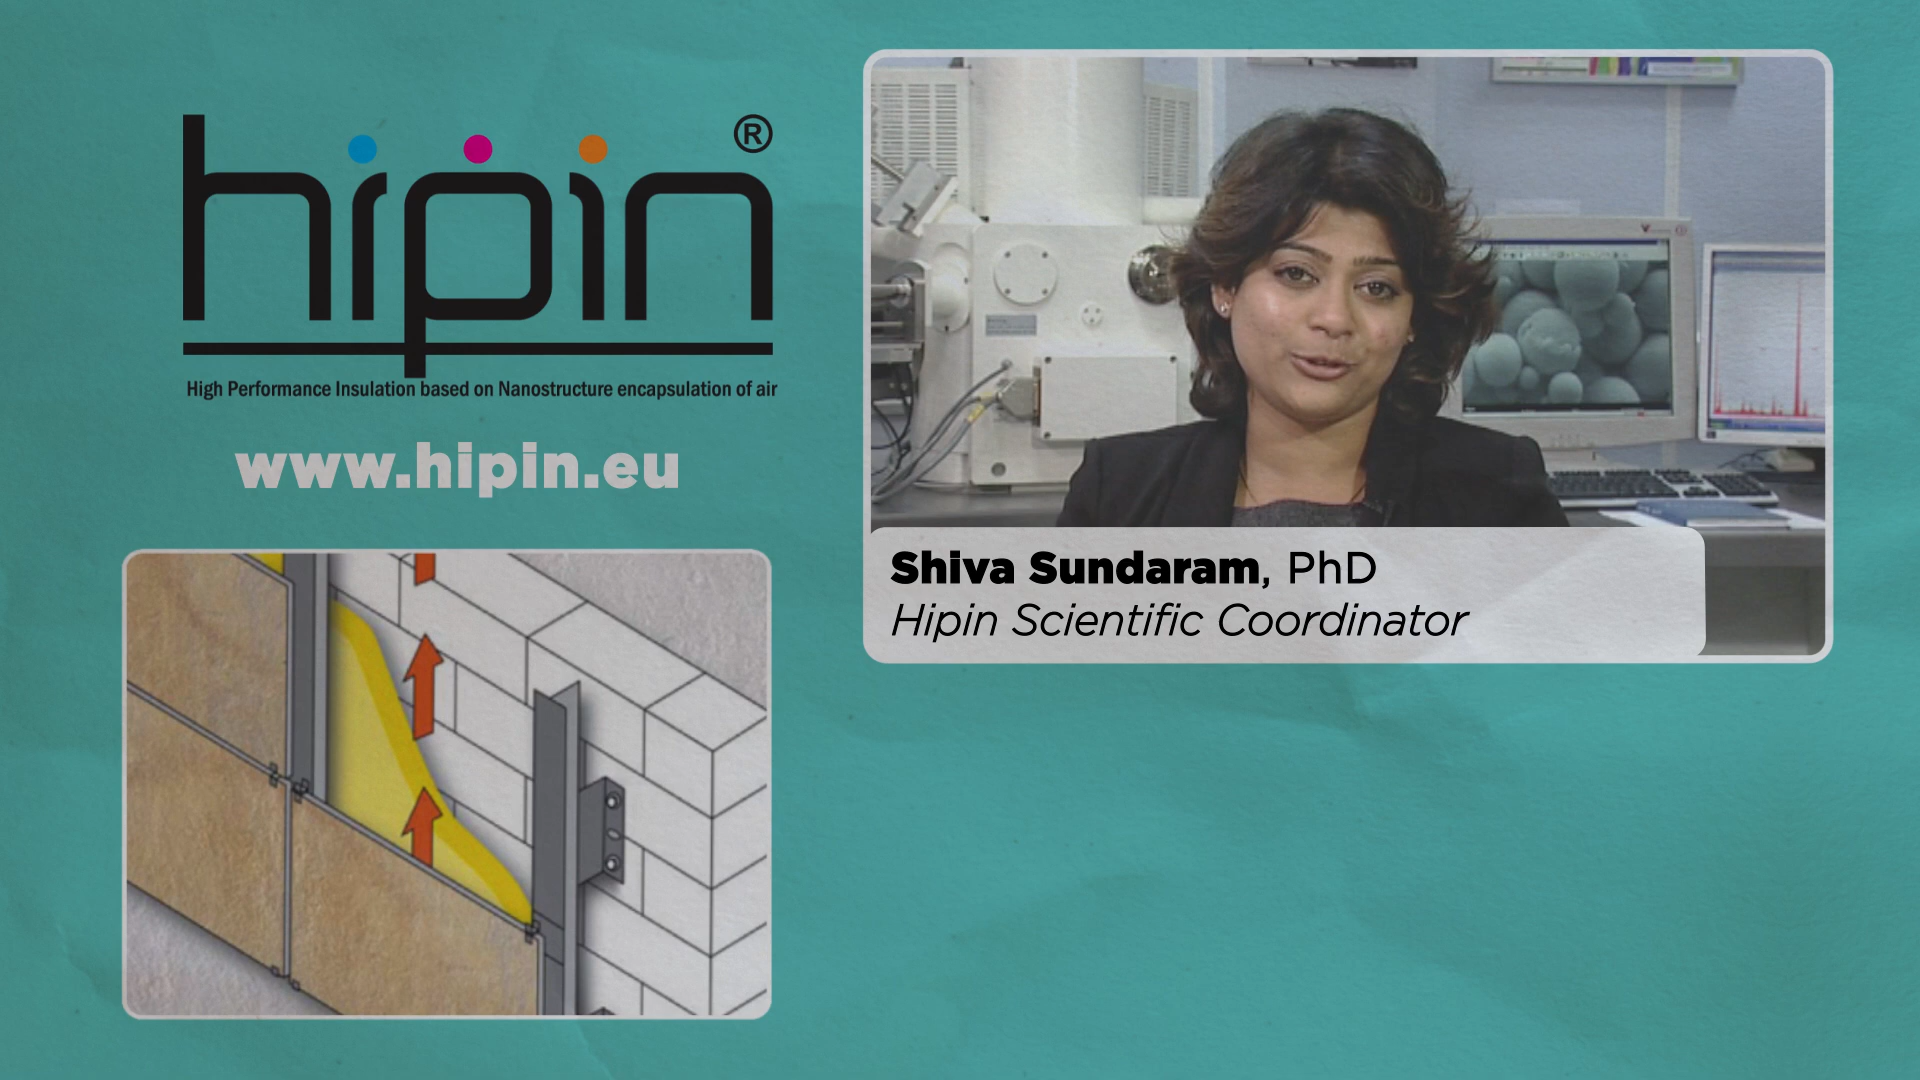 hipin®
High Performance Insulation based on Nanostructure encapsulation of air
www.hipin.eu
Shiva Sundaram, PhD
Hipin Scientific Coordinator